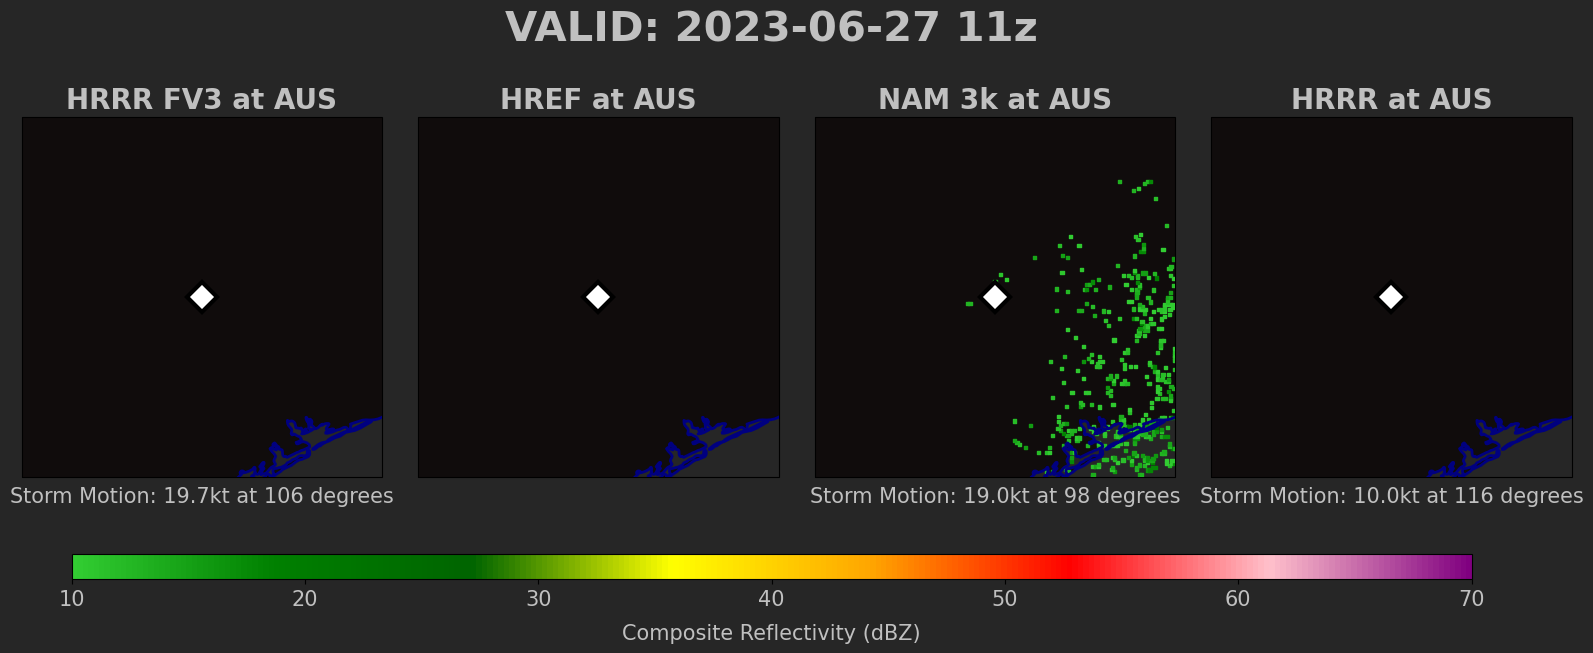 VALID: 2023-06-27 11z
HRRR FV3 at AUS
HREF at AUS
NAM 3k at AUS
HRRR at AUS
Storm Motion: 19.7kt at 106 degrees
Storm Motion: 19.0kt at 98 degrees
Storm Motion: 10.0kt at 116 degrees
10 20 30 40 50 60 70
Composite Reflectivity (dBZ)